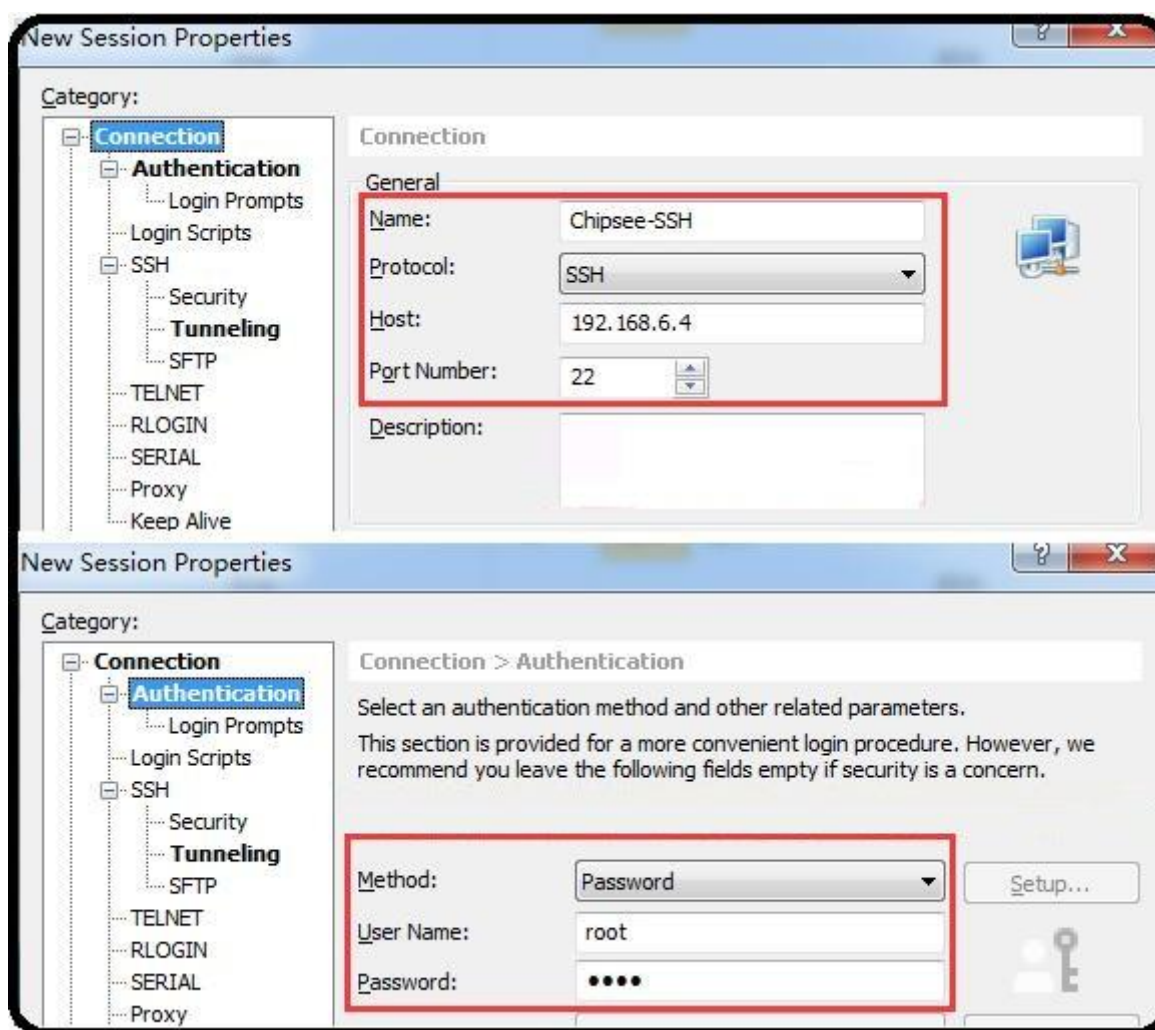 New Session Properties
Category:
Connection
Authentication
Login Prompts
Login Scripts
SSH
Security
Tunneling
SFTP
TELNET
RLOGIN
SERIAL
Proxy
Keep Alive
Connection
General
Name: Chipsee-SSH
Protocol: SSH
Host: 192.168.6.4
Port Number: 22
Description:
New Session Properties
Category:
Connection
Authentication
Login Prompts
Login Scripts
SSH
Security
Tunneling
SFTP
TELNET
RLOGIN
SERIAL
Proxy
Connection > Authentication
Select an authentication method and other related parameters.
This section is provided for a more convenient login procedure. However, we
recommend you leave the following fields empty if security is a concern.
Method: Password Setup...
User Name: root
Password: ••••